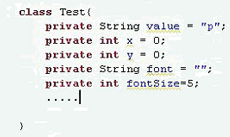 class Test{
private String value = "p";
private int x = 0;
private int y = 0;
private String font = "";
private int fontSize=5;
.....
}